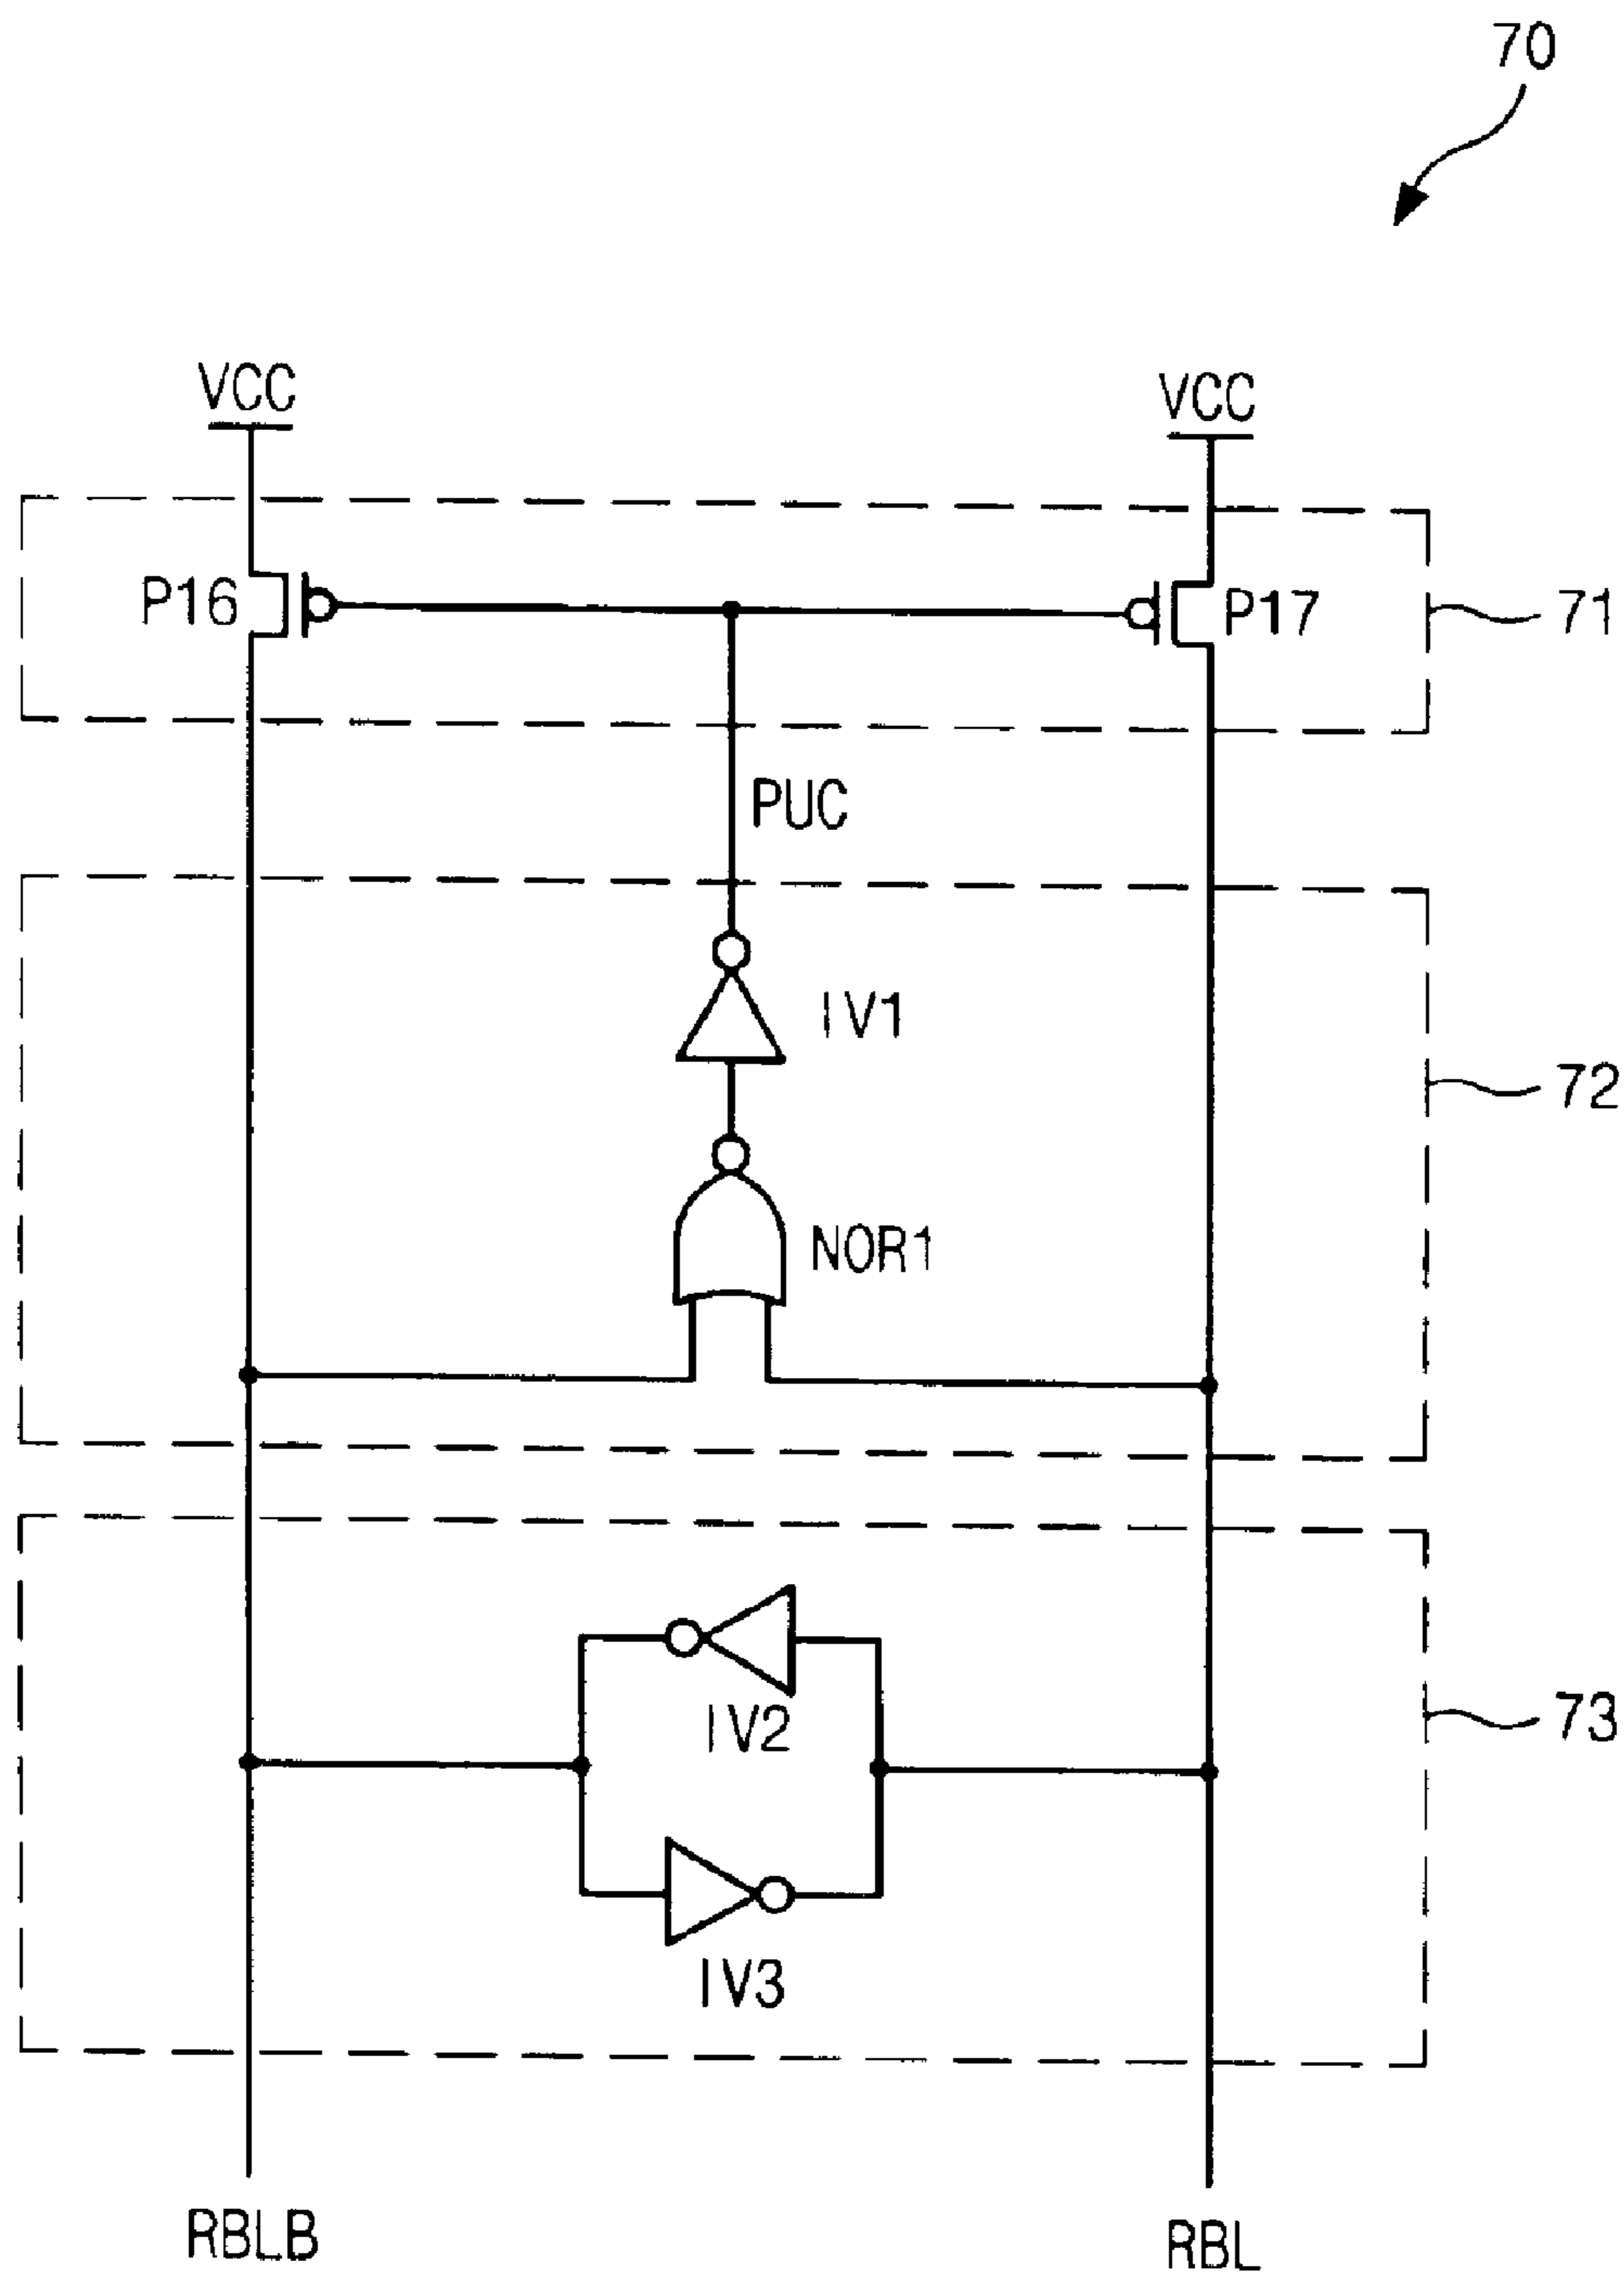 70
VCC
VCC
P16
P17
71
PUC
IV1
72
NOR1
IV2
73
IV3
RBLB
RBL